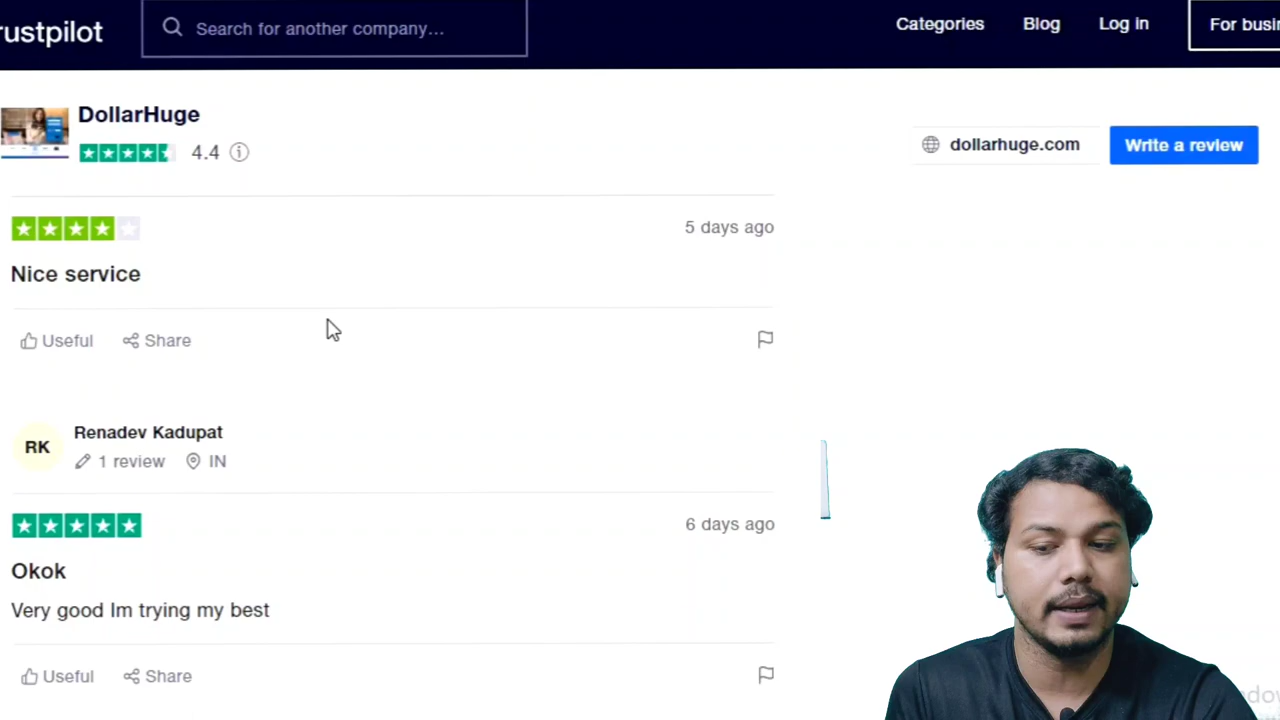 rustpilot
Search for another company...
Categories
Blog
Log in
For busin
DollarHuge
4.4
dollarhuge.com
Write a review
5 days ago
Nice service
Useful
Share
RK
Renadev Kadupat
1 review
IN
6 days ago
Okok
Very good Im trying my best
Useful
Share